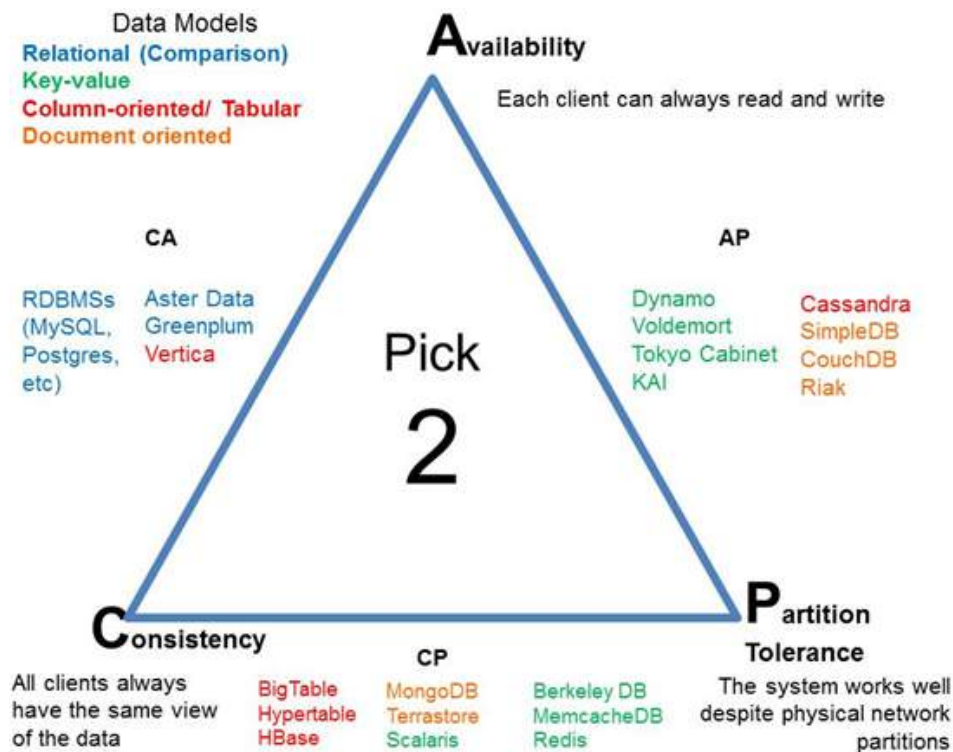 Data Models
Relational (Comparison)
Key-value
Column-oriented/ Tabular
Document oriented
Availability
Each client can always read and write
CA
RDBMSs
(MySQL,
Postgres,
etc)
Aster Data
Greenplum
Vertica
Pick
2
AP
Dynamo
Voldemort
Tokyo Cabinet
KAI
Cassandra
SimpleDB
CouchDB
Riak
Consistency
All clients always
have the same view
of the data
CP
BigTable
Hypertable
HBase
MongoDB
Terrastore
Scalaris
Berkeley DB
MemcacheDB
Redis
Partition
Tolerance
The system works well
despite physical network
partitions